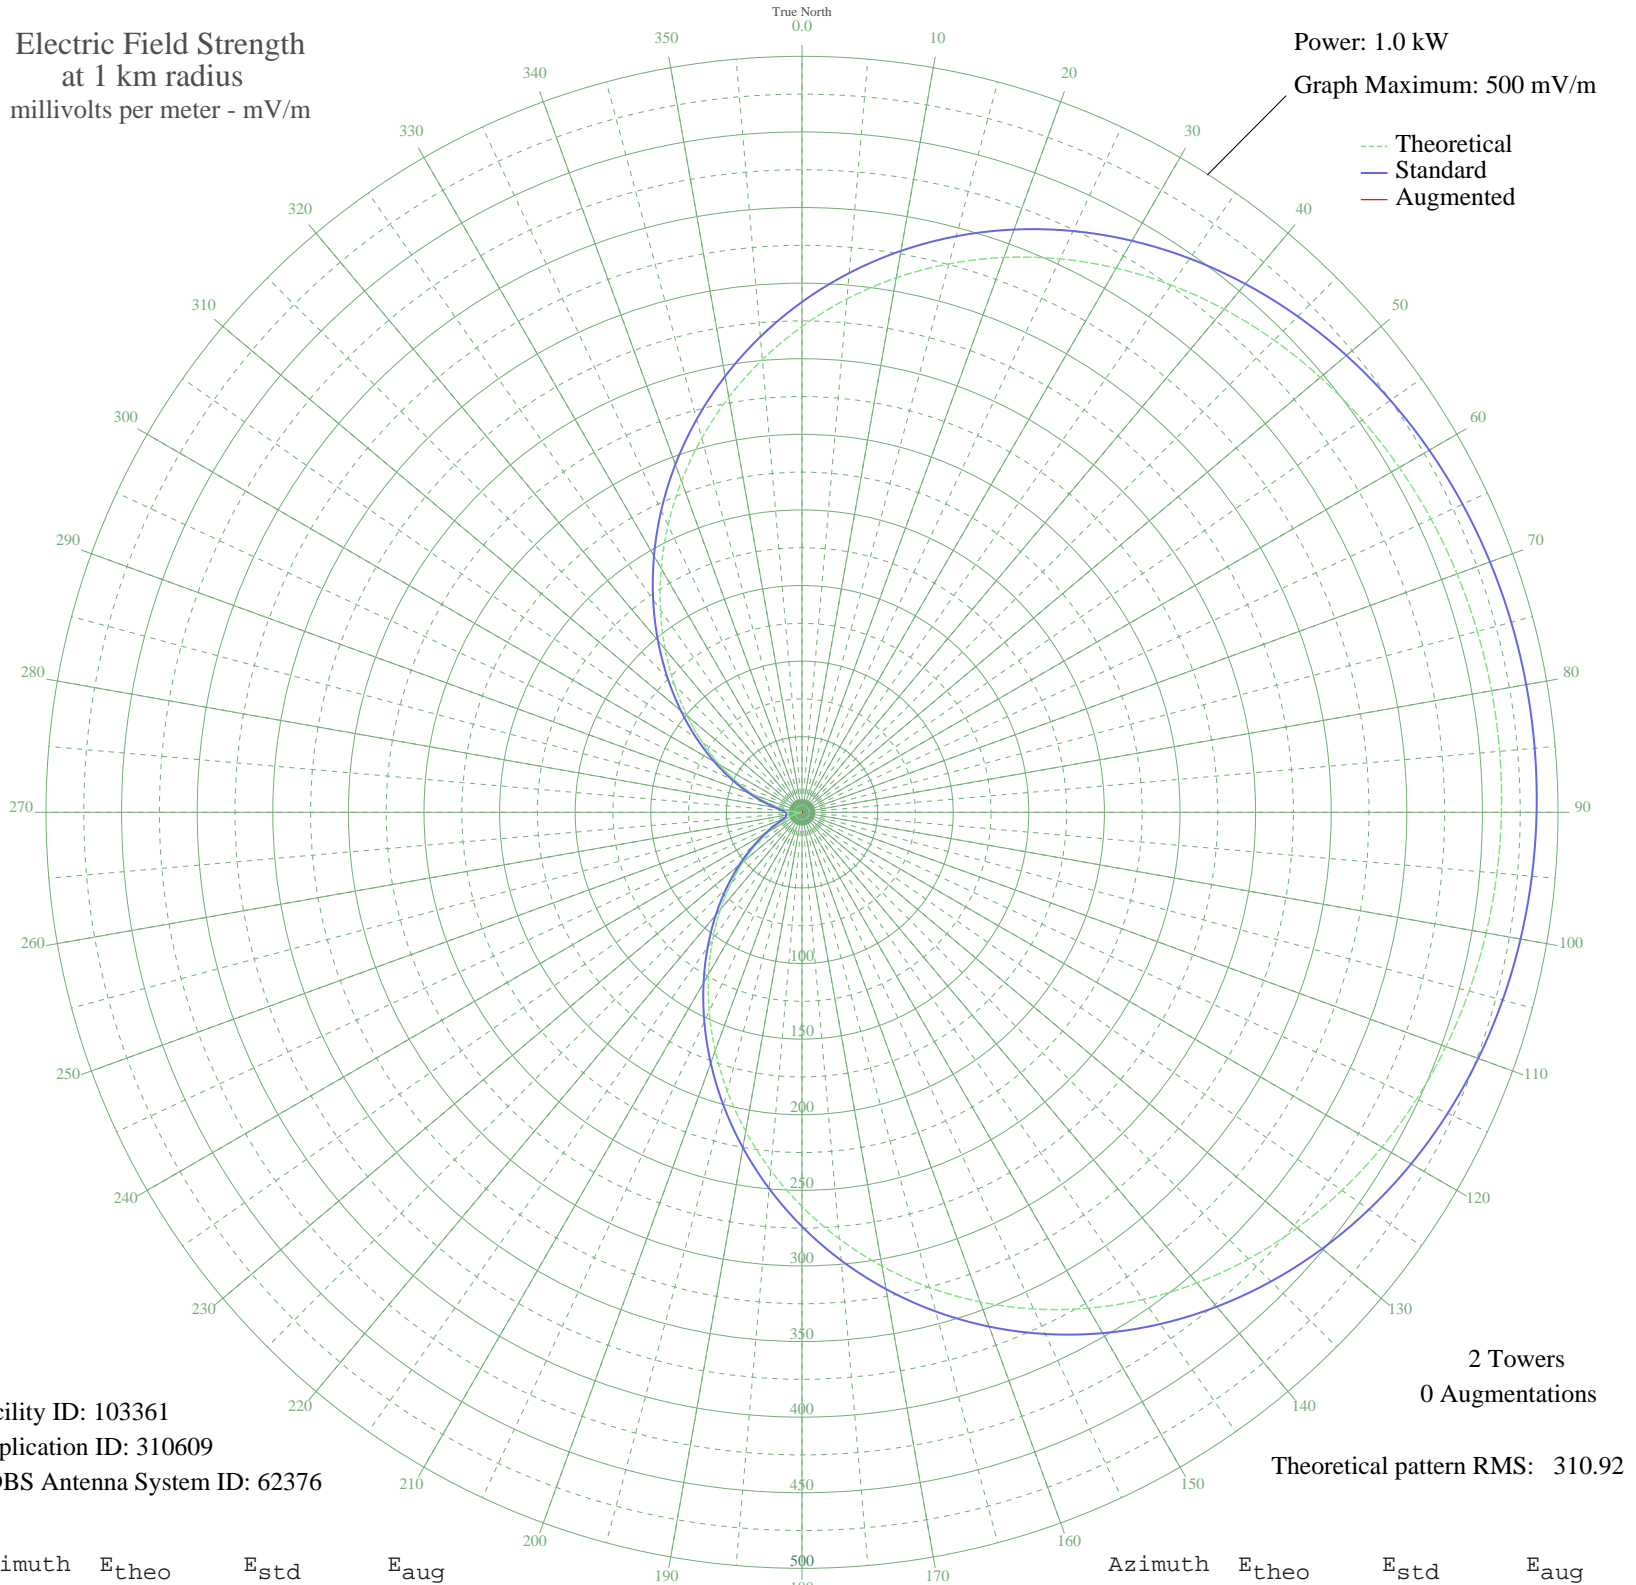 True North
0.0
Electric Field Strength
at 1 km radius
millivolts per meter - mV/m
Power: 1.0 kW
Graph Maximum: 500 mV/m
Theoretical
Standard
Augmented
10
20
30
40
50
60
70
80
90
100
110
120
130
140
150
160
170
190
200
210
220
230
240
250
260
270
280
290
300
310
320
330
340
350
100
150
200
250
300
350
400
450
500
2 Towers
0 Augmentations
Theoretical pattern RMS: 310.92
cility ID: 103361
plication ID: 310609
DBS Antenna System ID: 62376
imuth Etheo Estd Eaug
Azimuth Etheo Estd Eaug